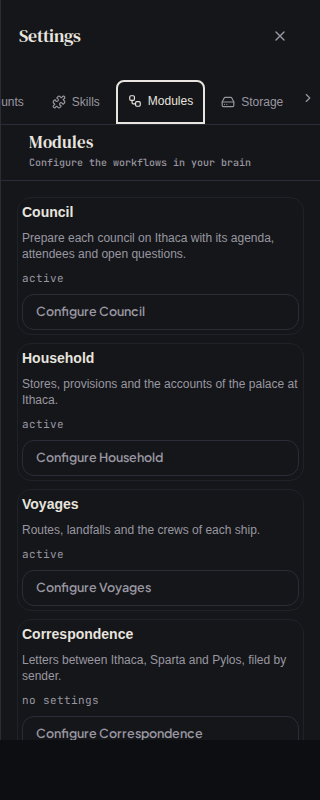 Settings
unts
Skills
Modules
Storage
Modules
Configure the workflows in your brain
Council
Prepare each council on Ithaca with its agenda,
attendees and open questions.
active
Configure Council
Household
Stores, provisions and the accounts of the palace at
Ithaca.
active
Configure Household
Voyages
Routes, landfalls and the crews of each ship.
active
Configure Voyages
Correspondence
Letters between Ithaca, Sparta and Pylos, filed by
sender.
no settings
Configure Correspondence